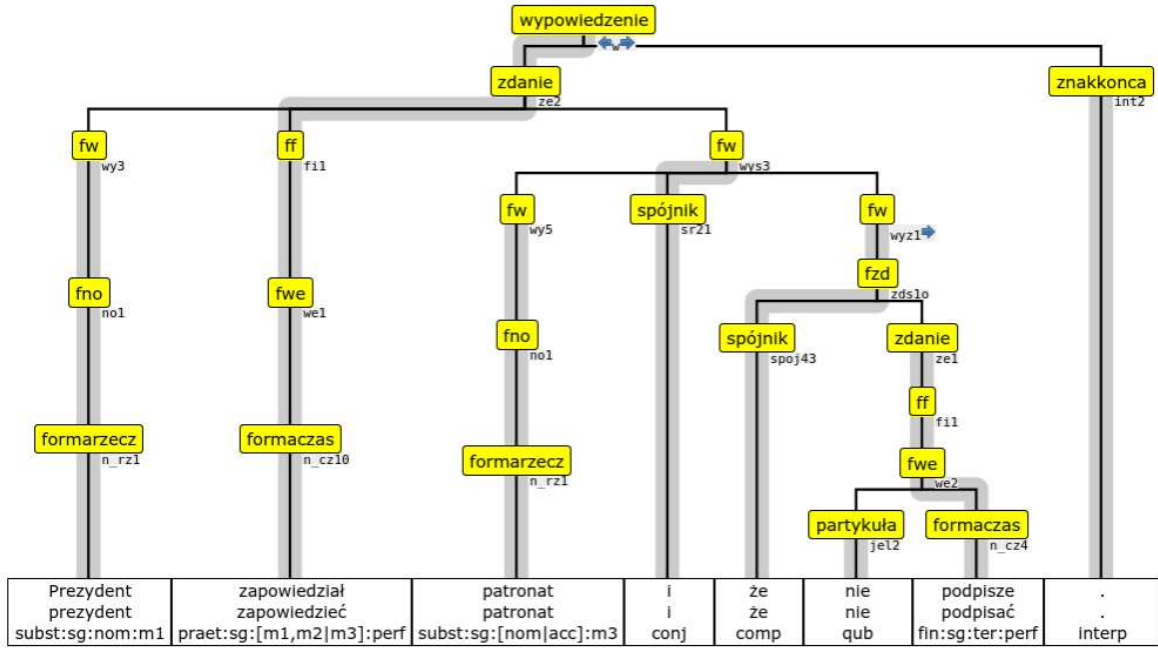 wypowiedzenie
w
zdanie znakkonca
ze2 int2
fw ff fw
wy3 fi1 wys3
fw spójnik fw
wy5 sr21 wyz1
fzd
zds1o
fno fwe
no1 we1
fno spójnik zdanie
no1 spoj43 ze1
ff
fi1
formarzecz formaczas
n_rz1 n_cz10
formarzecz fwe
n_rz1 we2
partykuła formaczas
jel2 n_cz4
Prezydent zapowiedział patronat i że nie podpisze .
prezydent zapowiedzieć patronat i że nie podpisać .
subst:sg:nom:m1 praet:sg:[m1,m2|m3]:perf subst:sg:[nom|acc]:m3 conj comp qub fin:sg:ter:perf interp